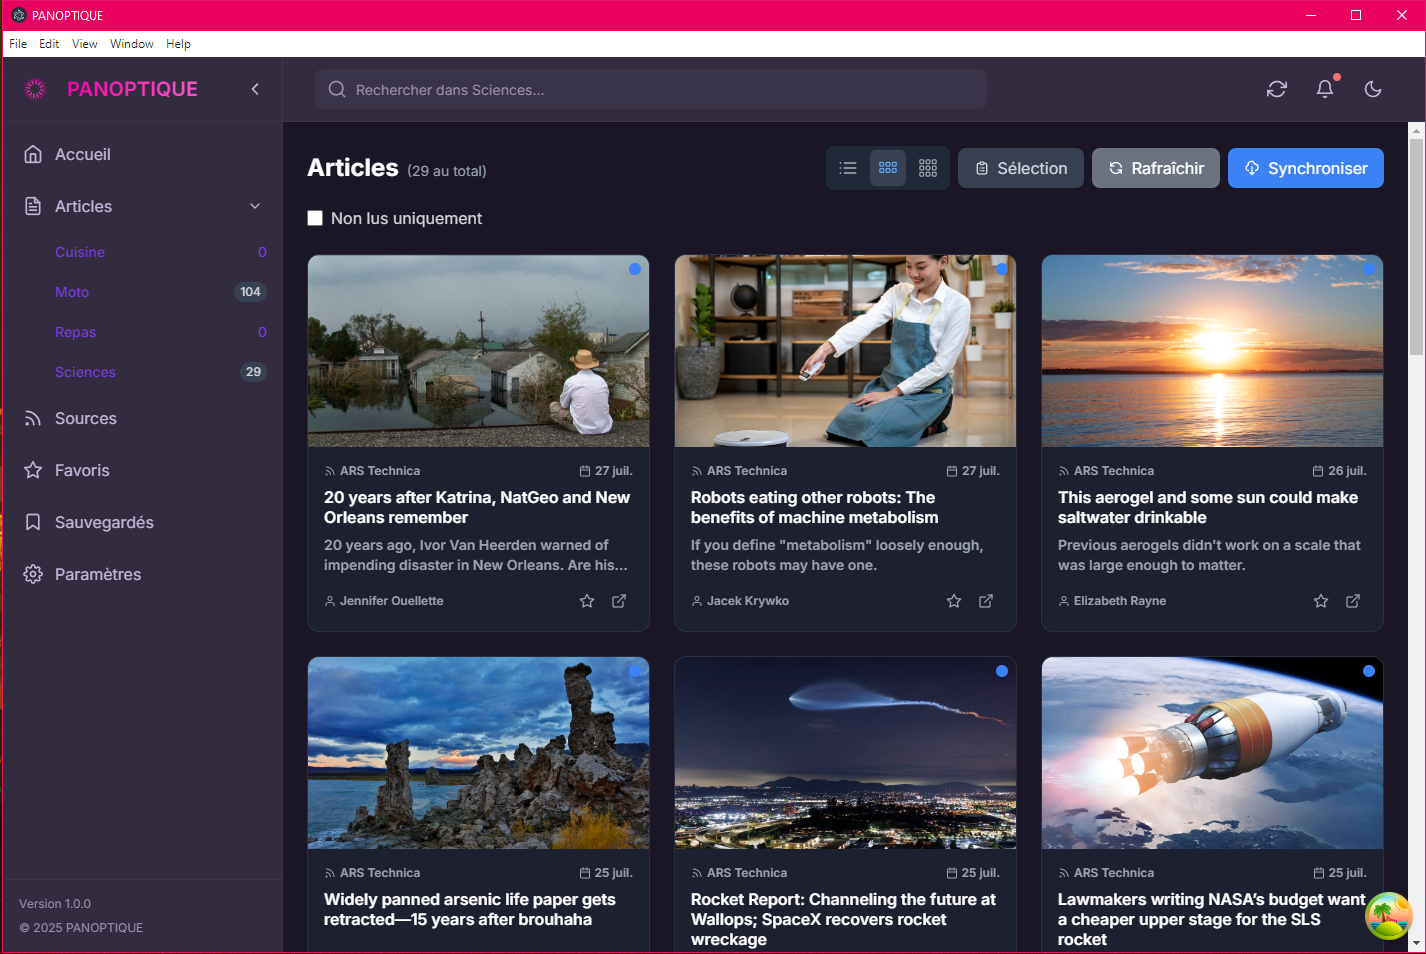 PANOPTIQUE
File Edit View Window Help
PANOPTIQUE
Rechercher dans Sciences...
Accueil
Articles
Cuisine 0
Moto 104
Repas 0
Sciences 29
Sources
Favoris
Sauvegardés
Paramètres
Version 1.0.0
© 2025 PANOPTIQUE
Articles (29 au total)
Sélection
Rafraîchir
Synchroniser
Non lus uniquement
ARS Technica 27 juil.
20 years after Katrina, NatGeo and New
Orleans remember
20 years ago, Ivor Van Heerden warned of
impending disaster in New Orleans. Are his...
Jennifer Ouellette
ARS Technica 27 juil.
Robots eating other robots: The
benefits of machine metabolism
If you define "metabolism" loosely enough,
these robots may have one.
Jacek Krywko
ARS Technica 26 juil.
This aerogel and some sun could make
saltwater drinkable
Previous aerogels didn't work on a scale that
was large enough to matter.
Elizabeth Rayne
ARS Technica 25 juil.
Widely panned arsenic life paper gets
retracted—15 years after brouhaha
ARS Technica 25 juil.
Rocket Report: Channeling the future at
Wallops; SpaceX recovers rocket
wreckage
ARS Technica 25 juil.
Lawmakers writing NASA's budget want
a cheaper upper stage for the SLS
rocket